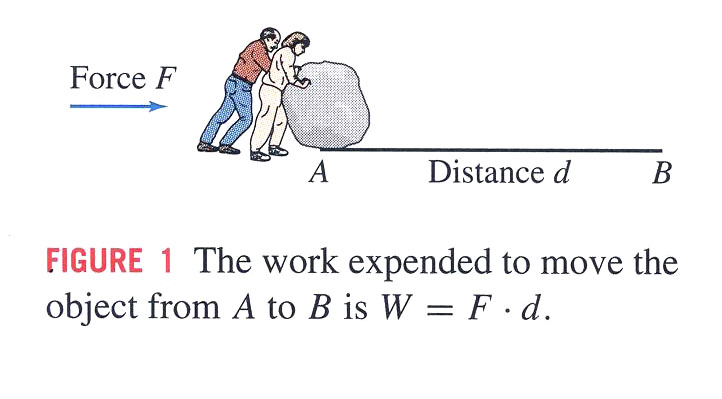 Force F
A
Distance d
B
FIGURE 1 The work expended to move the
object from A to B is W = F · d.